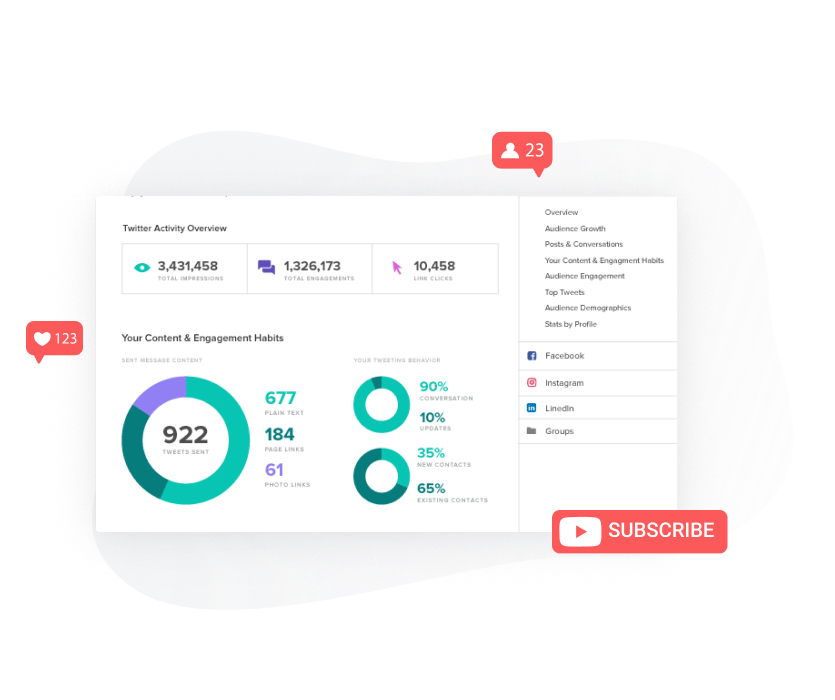 23
Twitter Activity Overview
3,431,458
TOTAL IMPRESSIONS
1,326,173
TOTAL ENGAGEMENTS
10,458
LINK CLICKS
123
Your Content & Engagement Habits
SENT MESSAGE CONTENT
922
TWEETS SENT
677
PLAIN TEXT
184
PAGE LINKS
61
PHOTO LINKS
YOUR TWEETING BEHAVIOR
90%
CONVERSATION
10%
UPDATES
35%
NEW CONTACTS
65%
EXISTING CONTACTS
Overview
Audience Growth
Posts & Conversations
Your Content & Engagment Habits
Audience Engagement
Top Tweets
Audience Demographics
Stats by Profile
Facebook
Instagram
in
LinedIn
Groups
SUBSCRIBE